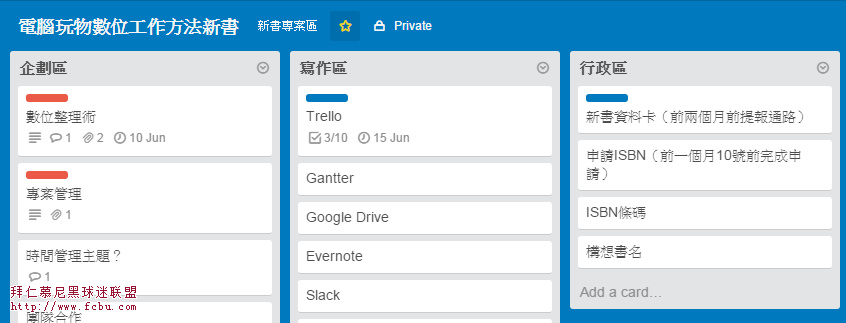 電腦玩物數位工作方法新書 新書專案區 Private
企劃區
數位整理術
1 2 10 Jun
專案管理
1
時間管理主題？
1
團隊合作
寫作區
Trello
3/10 15 Jun
Gantter
Google Drive
Evernote
Slack
行政區
新書資料卡（前兩個月前提報通路）
申請ISBN（前一個月10號前完成申
請）
ISBN條碼
構想書名
Add a card...
拜仁慕尼黑球迷联盟
http://www.fcbu.com